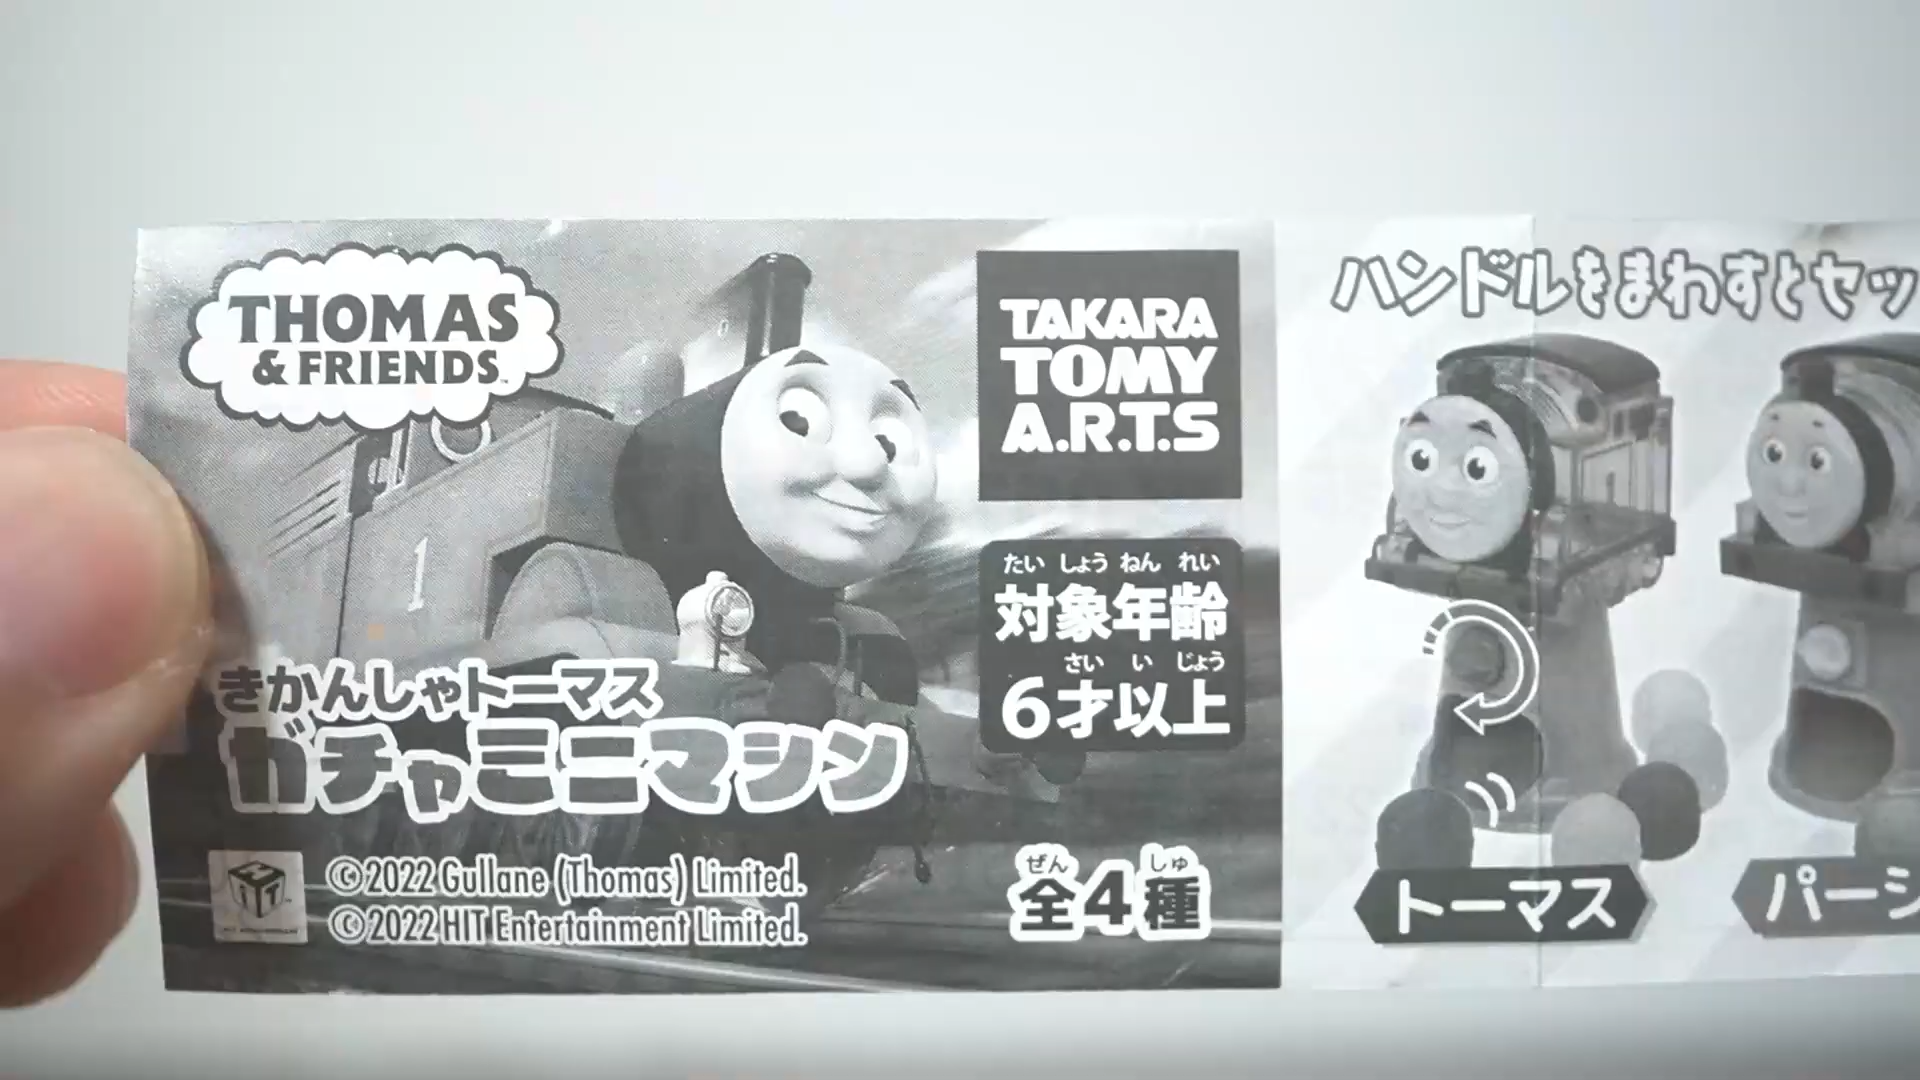 THOMAS
& FRIENDS™
TAKARA
TOMY
A.R.T.S
たいしょうねんれい
対象年齢
さい い じょう
6才以上
1
きかんしゃトーマス
ガチャミニマシン
HiT
©2022 Gullane (Thomas) Limited.
©2022 HIT Entertainment Limited.
ぜん しゅ
全4種
ハンドルをまわすとセッ
トーマス
パーシ